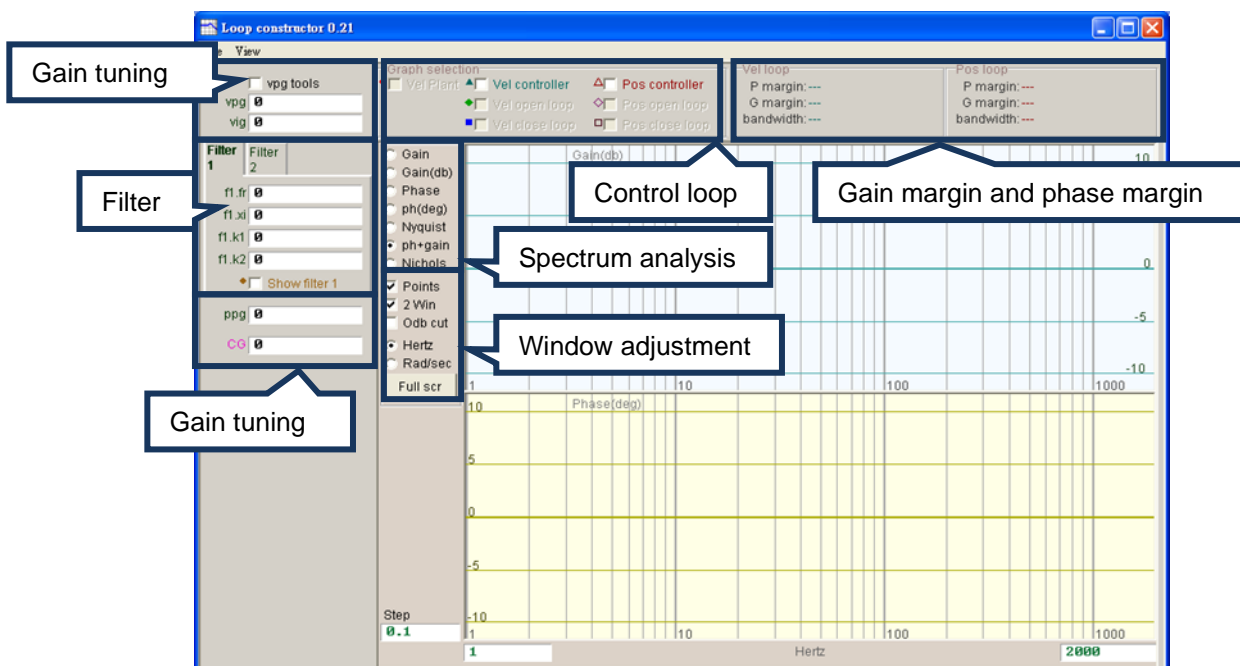 Loop constructor 0.21
View
Gain tuning
vpg tools
vpg 0
vig 0
Graph selection
Vel Plant
Vel controller
Pos controller
Vel open loop
Pos open loop
Vel close loop
Pos close loop
Vel loop
P margin: ---
G margin: ---
bandwidth: ---
Pos loop
P margin: ---
G margin: ---
bandwidth: ---
Filter
Filter 1
Filter 2
f1.fr 0
f1.xi 0
f1.k1 0
f1.k2 0
Show filter 1
ppg 0
CG 0
Gain tuning
Gain
Gain(db)
Phase
ph(deg)
Nyquist
ph+gain
Nichols
Points
2 Win
0db cut
Hertz
Rad/sec
Full scr
Control loop
Gain margin and phase margin
Spectrum analysis
Window adjustment
Gain(db)
10
0
-5
-10
1
10
100
1000
Phase(deg)
10
5
0
-5
-10
1
10
100
1000
Step
0.1
1
Hertz
2000